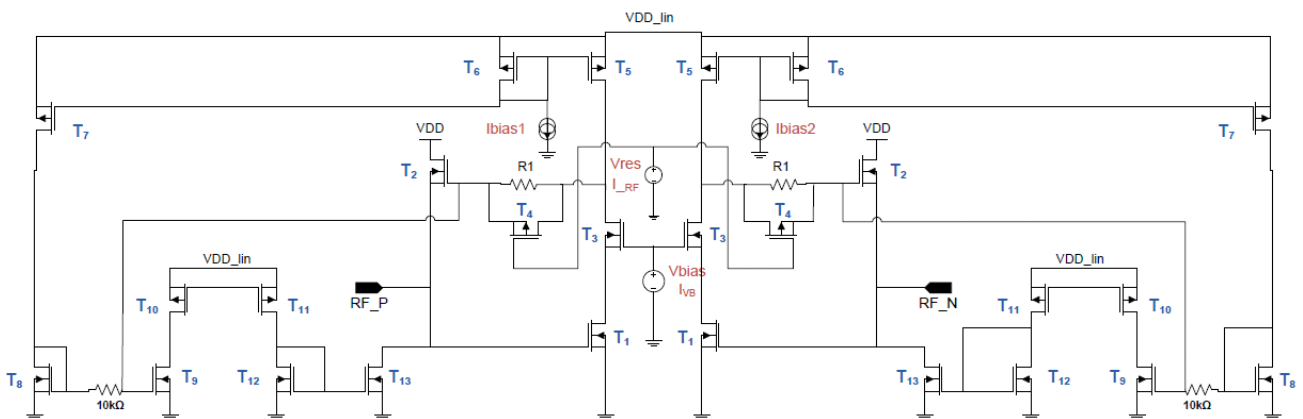 VDD_lin
T6 T5 T5 T6
T7 Ibias1 Ibias2 T7
VDD VDD
T2 R1 Vres R1 T2
I_RF
T4 T4
T3 T3
VDD_lin Vbias VDD_lin
T10 T11 RF_P IVB RF_N T11 T10
T1 T1
T8 T9 T12 T13 T13 T12 T9 T8
10kΩ 10kΩ